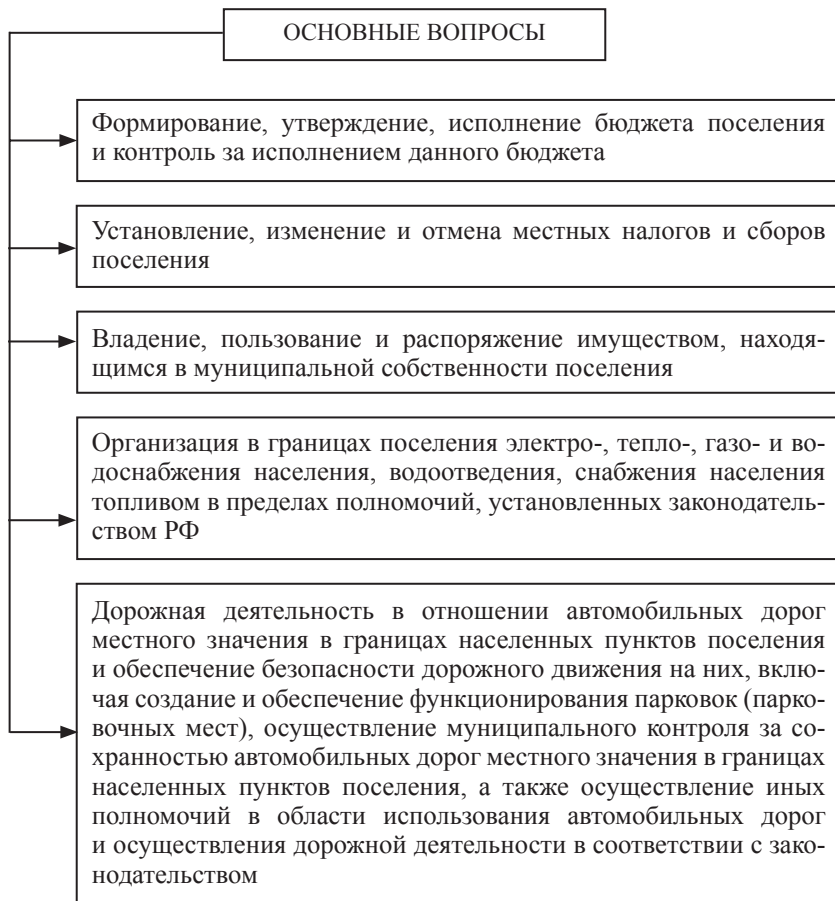 ОСНОВНЫЕ ВОПРОСЫ
Формирование, утверждение, исполнение бюджета поселения
и контроль за исполнением данного бюджета
Установление, изменение и отмена местных налогов и сборов
поселения
Владение, пользование и распоряжение имуществом, находя-
щимся в муниципальной собственности поселения
Организация в границах поселения электро-, тепло-, газо- и во-
доснабжения населения, водоотведения, снабжения населения
топливом в пределах полномочий, установленных законодатель-
ством РФ
Дорожная деятельность в отношении автомобильных дорог
местного значения в границах населенных пунктов поселения
и обеспечение безопасности дорожного движения на них, вклю-
чая создание и обеспечение функционирования парковок (парко-
вочных мест), осуществление муниципального контроля за со-
хранностью автомобильных дорог местного значения в границах
населенных пунктов поселения, а также осуществление иных
полномочий в области использования автомобильных дорог
и осуществления дорожной деятельности в соответствии с зако-
нодательством